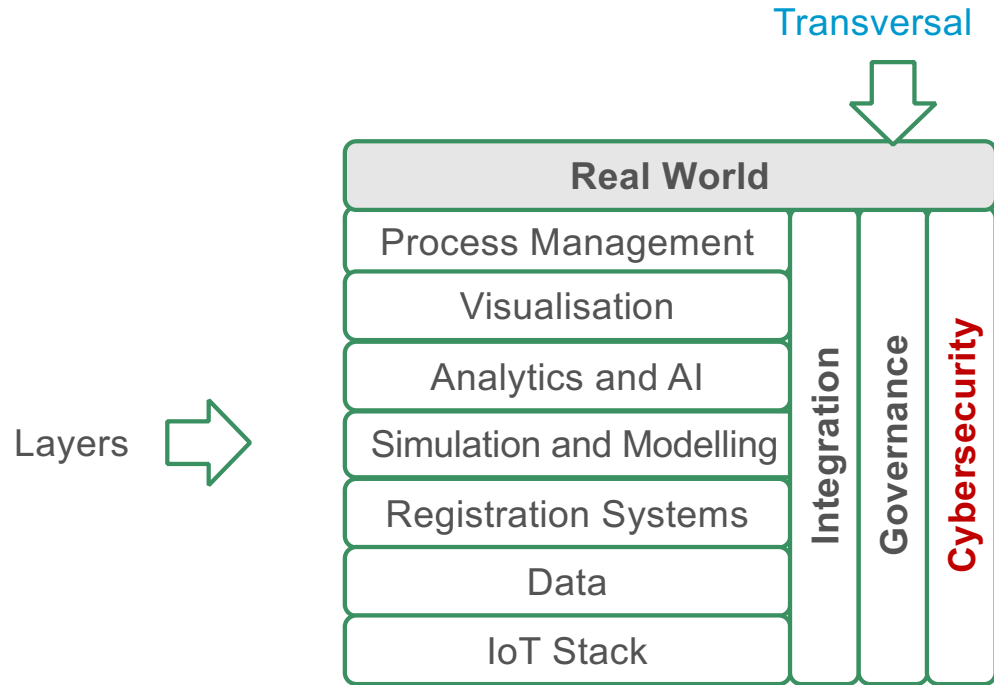 Transversal
Real World
Process Management
Visualisation
Analytics and AI
Layers
Simulation and Modelling
Registration Systems
Data
IoT Stack
Integration
Governance
Cybersecurity